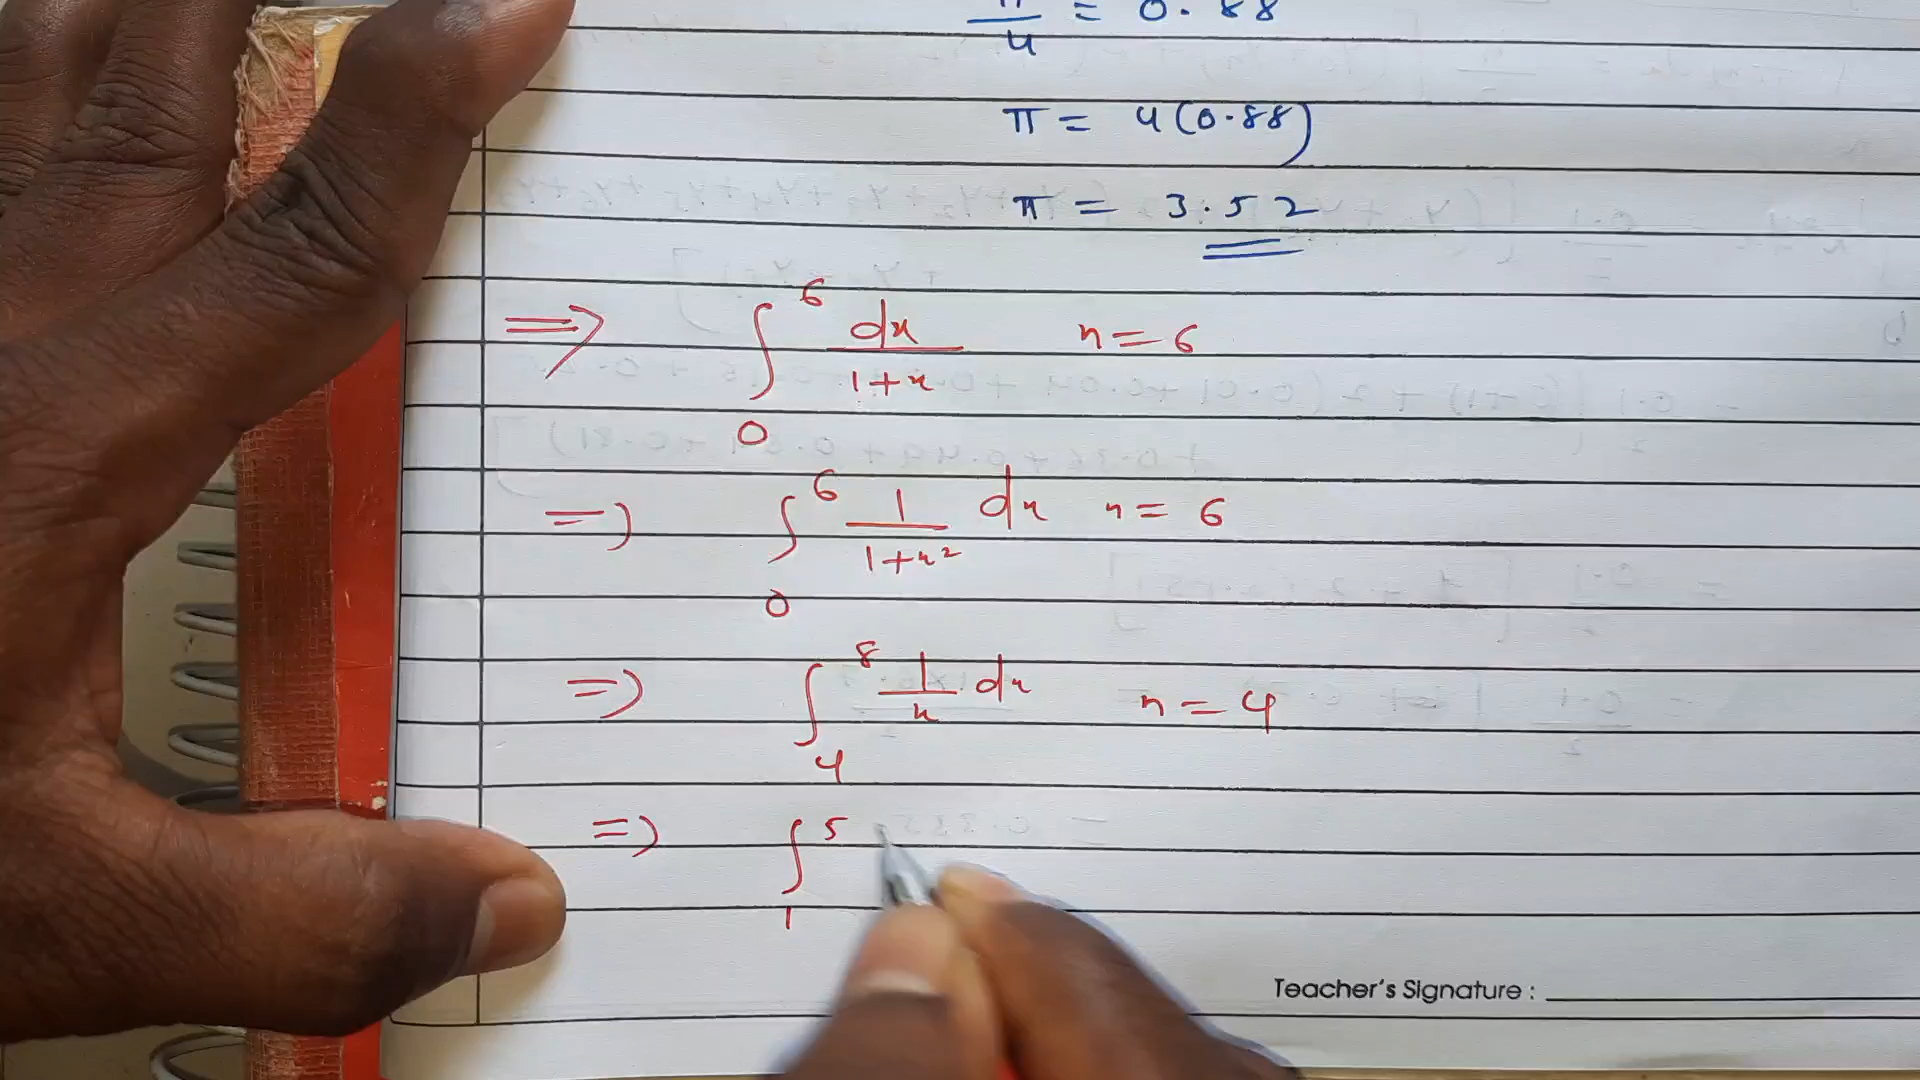 π/4 = 0.88
π = 4(0.88)
π = 3.52
⇒ ∫₀⁶ dx/1+x n = 6
⇒ ∫₀⁶ 1/1+x² dx n = 6
⇒ ∫₄⁸ 1/x dx n = 4
⇒ ∫₁⁵
Teacher's Signature :